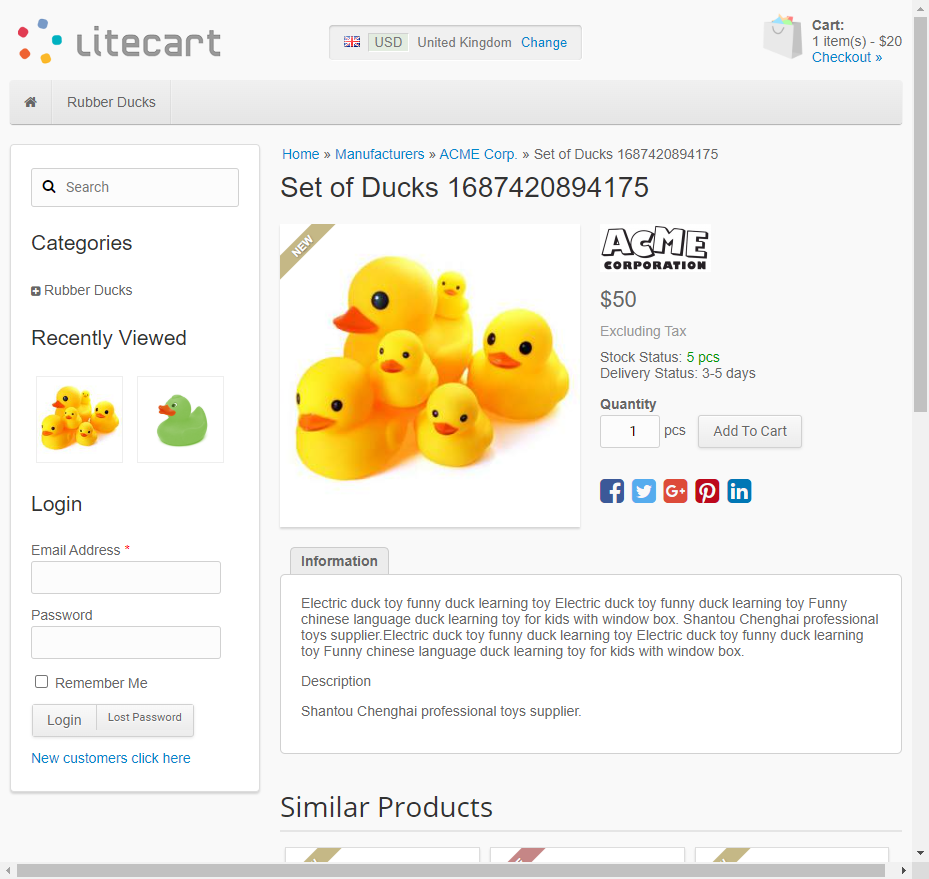 litecart
USD United Kingdom Change
Cart:
1 item(s) - $20
Checkout »
Rubber Ducks
Search
Categories
Rubber Ducks
Recently Viewed
Login
Email Address *
Password
Remember Me
Login Lost Password
New customers click here
Home » Manufacturers » ACME Corp. » Set of Ducks 1687420894175
Set of Ducks 1687420894175
NEW
ACME
CORPORATION
$50
Excluding Tax
Stock Status: 5 pcs
Delivery Status: 3-5 days
Quantity
1 pcs Add To Cart
Information
Electric duck toy funny duck learning toy Electric duck toy funny duck learning toy Funny
chinese language duck learning toy for kids with window box. Shantou Chenghai professional
toys supplier.Electric duck toy funny duck learning toy Electric duck toy funny duck learning
toy Funny chinese language duck learning toy for kids with window box.
Description
Shantou Chenghai professional toys supplier.
Similar Products